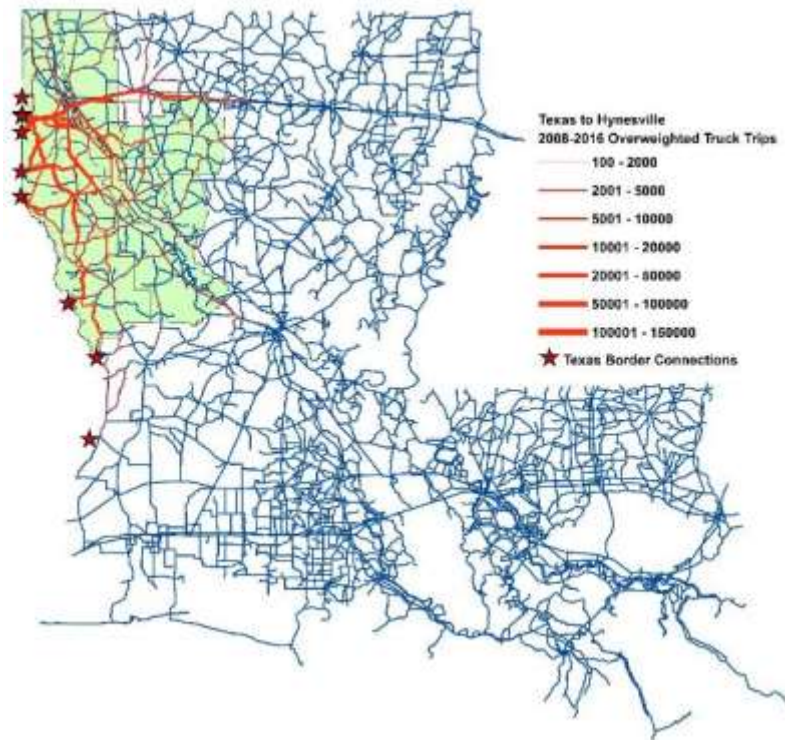 Texas to Hynesville
2008-2016 Overweighted Truck Trips
100 - 2000
2001 - 5000
5001 - 10000
10001 - 20000
20001 - 80000
50001 - 100000
100001 - 150000
Texas Border Connections